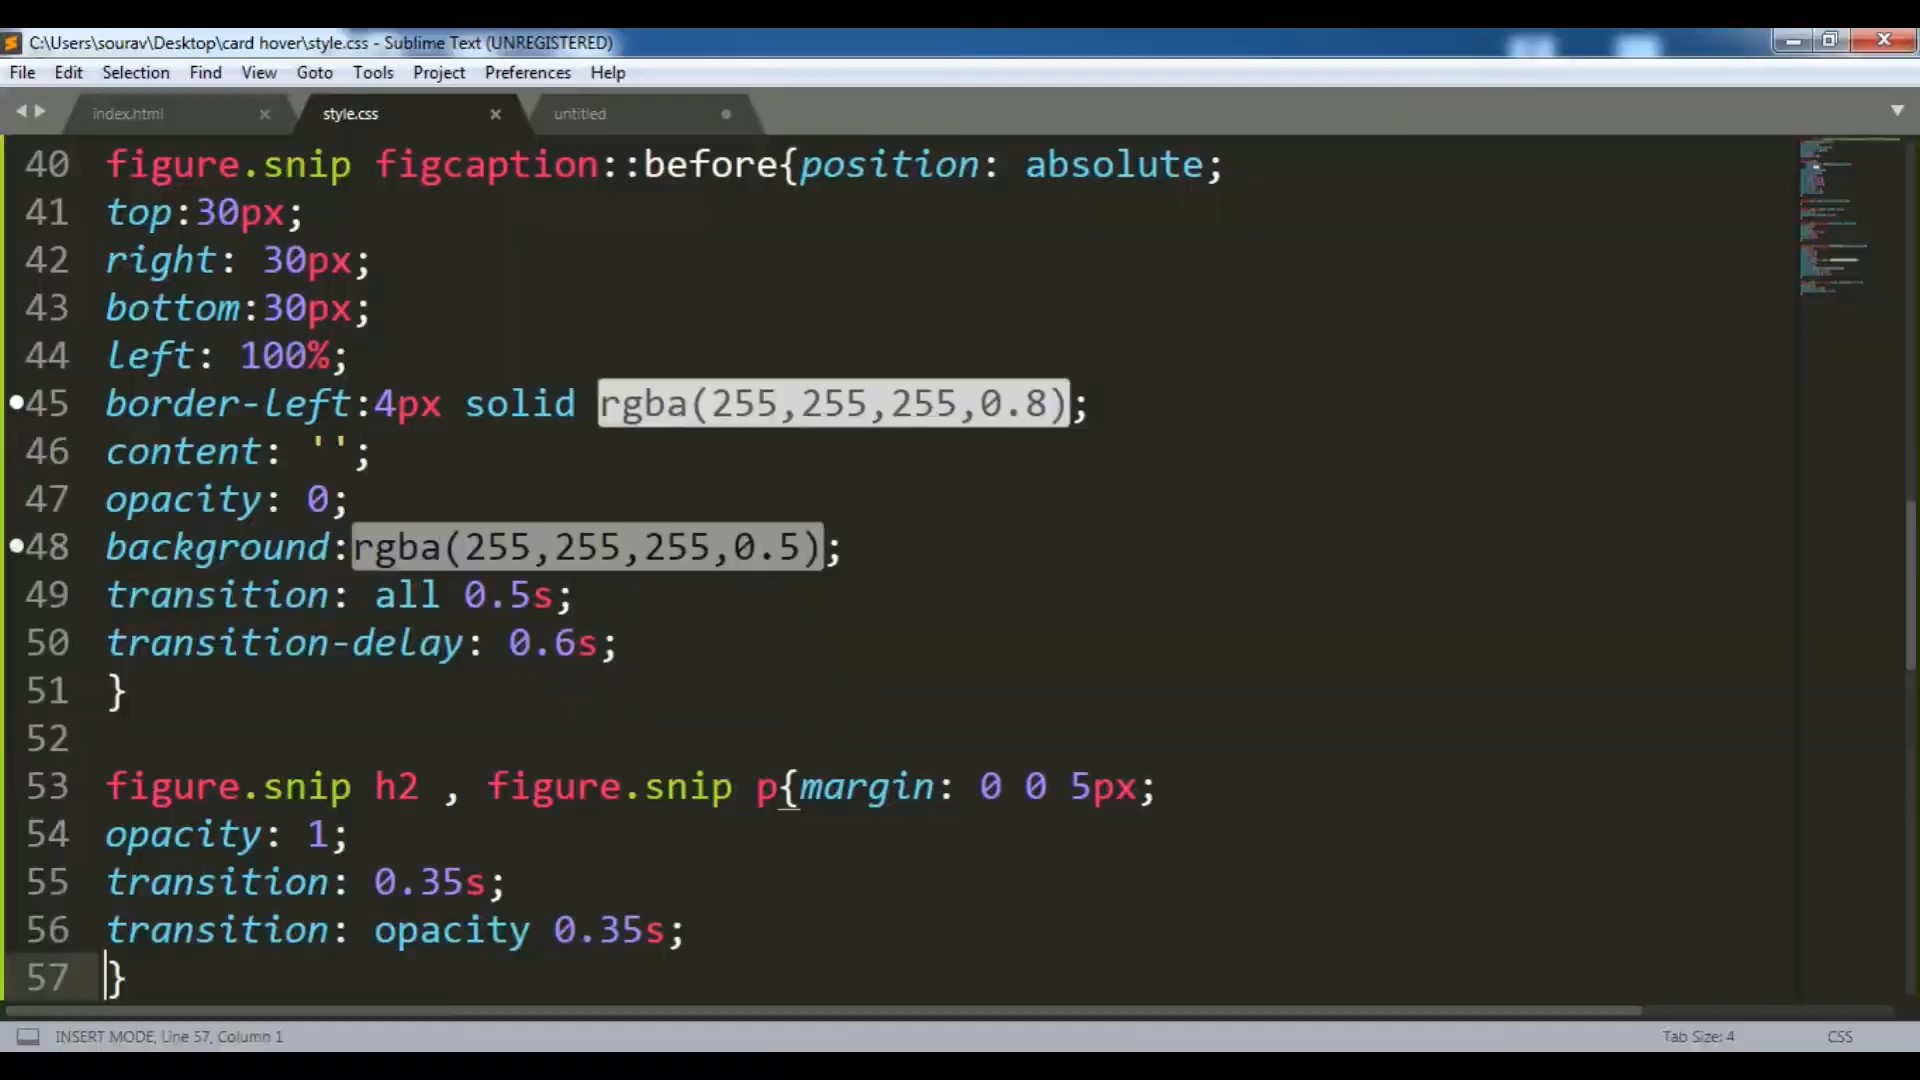 C:\Users\sourav\Desktop\card hover\style.css - Sublime Text (UNREGISTERED)
File Edit Selection Find View Goto Tools Project Preferences Help
index.html style.css untitled
40 figure.snip figcaption::before{position: absolute;
41 top:30px;
42 right: 30px;
43 bottom:30px;
44 left: 100%;
45 border-left:4px solid rgba(255,255,255,0.8);
46 content: '';
47 opacity: 0;
48 background:rgba(255,255,255,0.5);
49 transition: all 0.5s;
50 transition-delay: 0.6s;
51 }
52
53 figure.snip h2 , figure.snip p{margin: 0 0 5px;
54 opacity: 1;
55 transition: 0.35s;
56 transition: opacity 0.35s;
57 }
INSERT MODE, Line 57, Column 1 Tab Size: 4 CSS